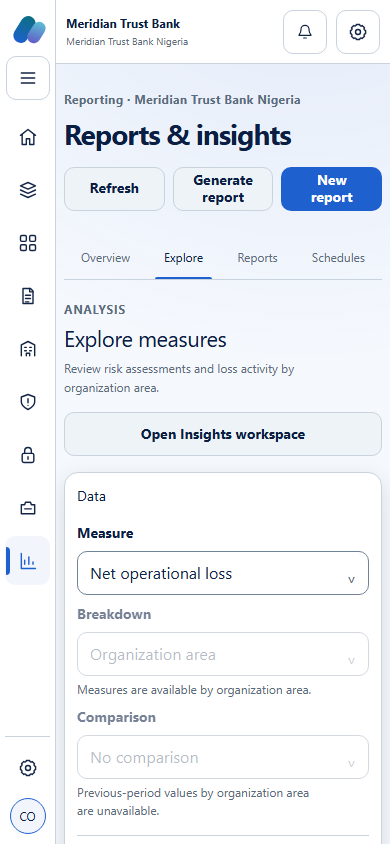 Meridian Trust Bank
Meridian Trust Bank Nigeria
Reporting · Meridian Trust Bank Nigeria
Reports & insights
Refresh
Generate
report
New
report
Overview
Explore
Reports
Schedules
ANALYSIS
Explore measures
Review risk assessments and loss activity by
organization area.
Open Insights workspace
Data
Measure
Net operational loss
v
Breakdown
Organization area
v
Measures are available by organization area.
Comparison
No comparison
v
Previous-period values by organization area
are unavailable.
CO